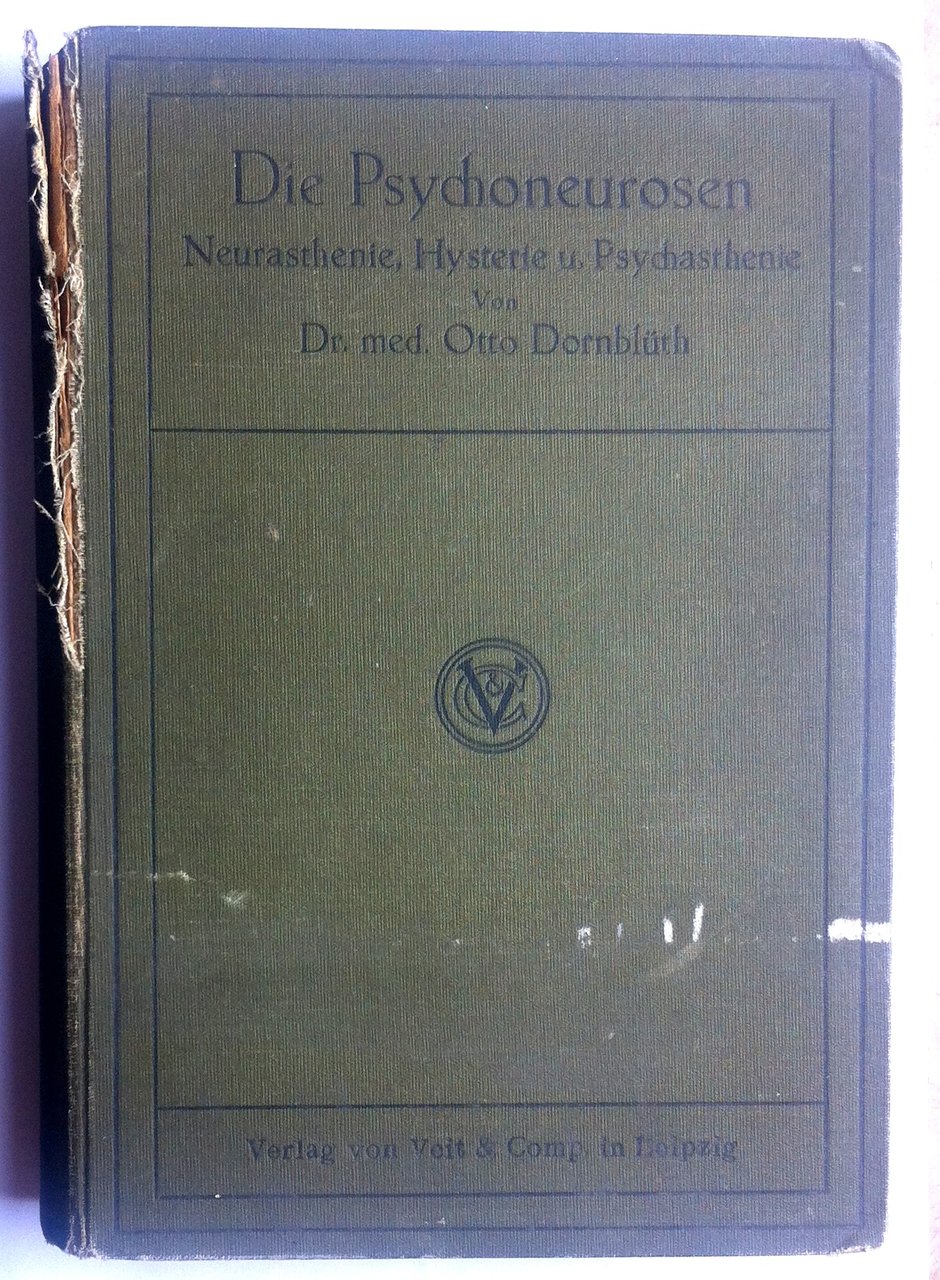 Die Psychoneurosen
Neurasthenie, Hysterie u. Psychasthenie
Von
Dr. med. Otto Dornblüth
V & C
Verlag von Veit & Comp. in Leipzig